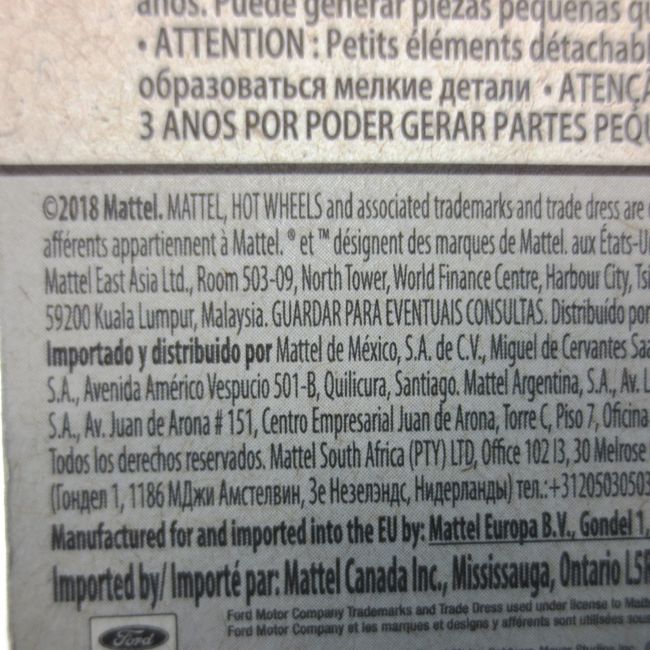 años. Puede generar piezas pequeñas
• ATTENTION : Petits éléments
образоваться мелкие детали •
3 ANOS POR PODER GERAR PARTES
©2018 Mattel. MATTEL, HOT WHEELS and associated trademarks and trade dress are
afférents appartiennent à Mattel. ® et ™ désignent des marques de Mattel. aux
Mattel East Asia Ltd., Room 503-09, North Tower, World Finance Centre, Harbour City,
59200 Kuala Lumpur, Malaysia. GUARDAR PARA EVENTUAIS CONSULTAS. Distribuido por
Importado y distribuido por Mattel de México, S.A. de C.V., Miguel de Cervantes
S.A., Avenida Américo Vespucio 501-B, Quilicura, Santiago. Mattel Argentina, S.A., Av.
S.A., Av. Juan de Arona # 151, Centro Empresarial Juan de Arona, Torre C, Piso 7, Oficina
Todos los derechos reservados. Mattel South Africa (PTY) LTD, Office 102 I3, 30 Melrose
(Гондел 1, 1186 МДжи Амстелвин, Зе Незелэндс, Нидерланды) тел.:+31205030503
Manufactured for and imported into the EU by: Mattel Europa B.V., Gondel 1,
Imported by/ Importé par: Mattel Canada Inc., Mississauga, Ontario
Ford Motor Company Trademarks and Trade Dress used under license to
Ford Motor Company et les marques et designs y afférents sont utilisées
Ford